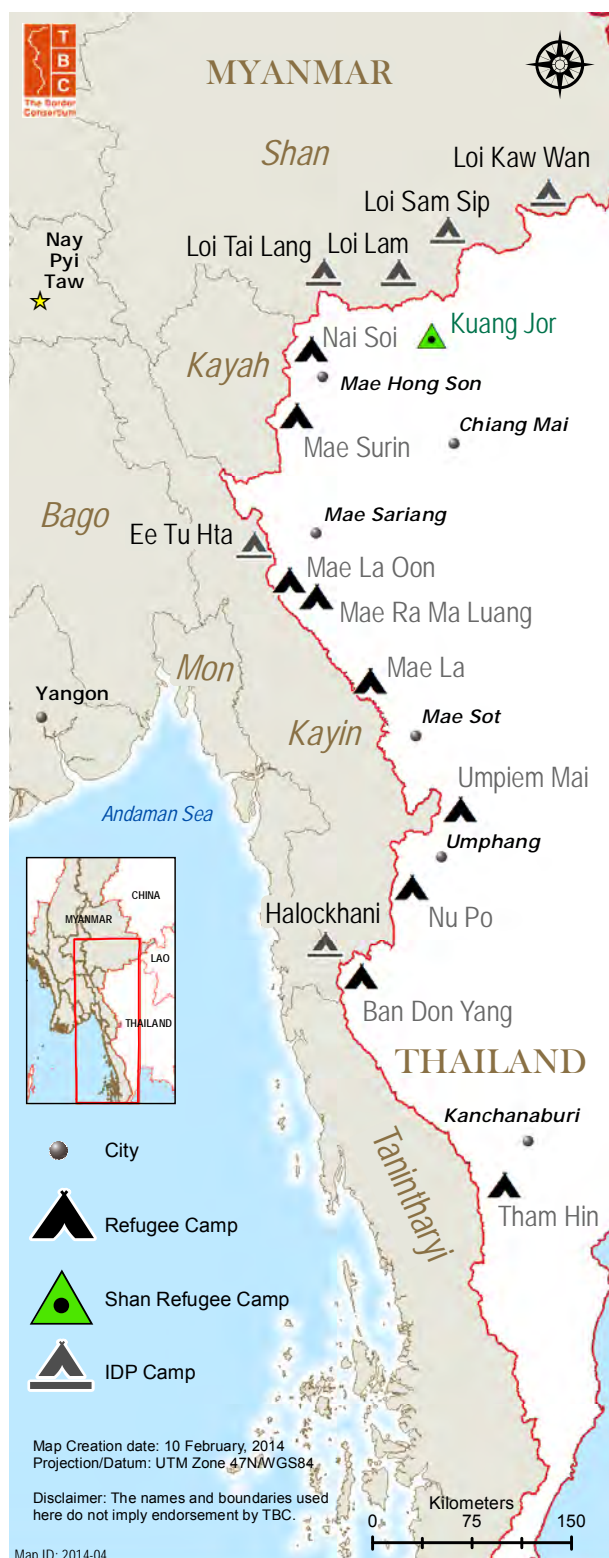 T
B
C
The Border
Consortium
MYANMAR
Shan
Loi Kaw Wan
Loi Sam Sip
Loi Tai Lang
Loi Lam
Nay
Pyi
Taw
Kuang Jor
Nai Soi
Kayah
Mae Hong Son
Chiang Mai
Mae Surin
Bago
Mae Sariang
Ee Tu Hta
Mae La Oon
Mae Ra Ma Luang
Mon
Mae La
Yangon
Kayin
Mae Sot
Umpiem Mai
Andaman Sea
Umphang
CHINA
MYANMAR
LAO
THAILAND
Halockhani
Nu Po
Ban Don Yang
THAILAND
Kanchanaburi
Tanintharyi
Tham Hin
City
Refugee Camp
Shan Refugee Camp
IDP Camp
Map Creation date: 10 February, 2014
Projection/Datum: UTM Zone 47N/WGS84
Disclaimer: The names and boundaries used
here do not imply endorsement by TBC.
Kilometers
0 75 150
Map ID: 2014-04